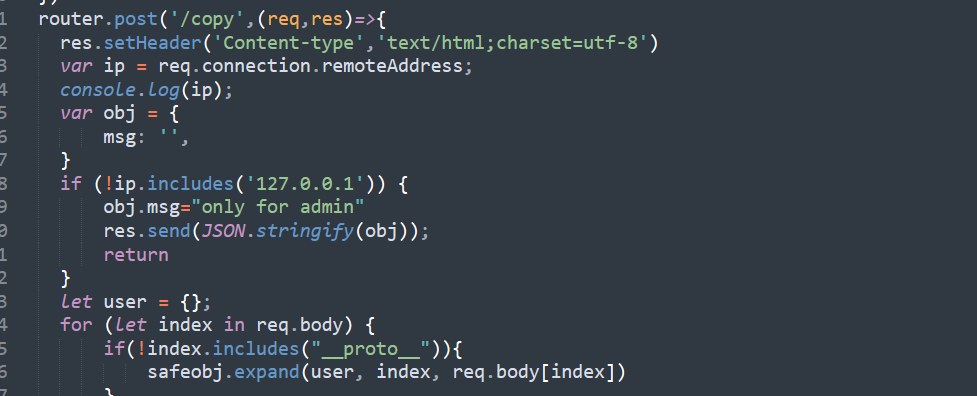 1 router.post('/copy',(req,res)=>{
2 res.setHeader('Content-type','text/html;charset=utf-8')
3 var ip = req.connection.remoteAddress;
4 console.log(ip);
5 var obj = {
6 msg: '',
7 }
8 if (!ip.includes('127.0.0.1')) {
9 obj.msg="only for admin"
0 res.send(JSON.stringify(obj));
1 return
2 }
3 let user = {};
4 for (let index in req.body) {
5 if(!index.includes("__proto__")){
6 safeobj.expand(user, index, req.body[index])